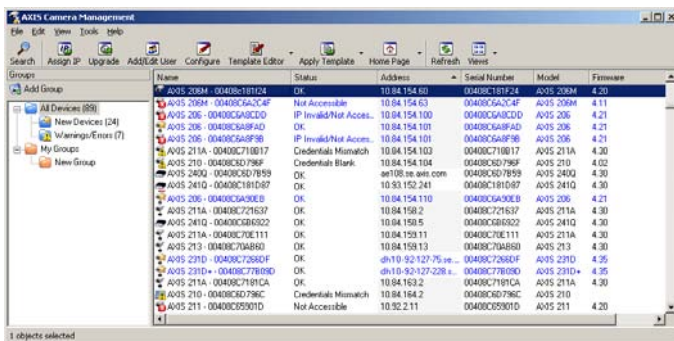 AXIS Camera Management
File Edit View Tools Help
Search Assign IP Upgrade Add/Edit User Configure Template Editor Apply Template Home Page Refresh Views
Groups
Add Group
All Devices (89)
New Devices (24)
Warnings/Errors (7)
My Groups
New Group
Name Status Address Serial Number Model Firmware
AXIS 206M - 00408c181f24 OK 10.84.154.60 00408C181F24 AXIS 206M 4.20
AXIS 206M - 00408C6A2C4F Not Accessible 10.84.154.63 00408C6A2C4F AXIS 206M 4.11
AXIS 206 - 00408C6A8CDD IP Invalid/Not Acces... 10.84.154.100 00408C6A8CDD AXIS 206 4.21
AXIS 206 - 00408C6A8FAD OK 10.84.154.101 00408C6A8FAD AXIS 206 4.21
AXIS 206 - 00408C6A8F9B IP Invalid/Not Acces... 10.84.154.101 00408C6A8F9B AXIS 206 4.21
AXIS 211A - 00408C710B17 Credentials Mismatch 10.84.154.103 00408C710B17 AXIS 211A 4.30
AXIS 210 - 00408C6D796F Credentials Blank 10.84.154.104 00408C6D796F AXIS 210 4.02
AXIS 240Q - 00408C6D7B59 OK ae108.se.axis.com 00408C6D7B59 AXIS 240Q 4.30
AXIS 241Q - 00408C181D87 OK 10.93.152.241 00408C181D87 AXIS 241Q 4.30
AXIS 206 - 00408C6A90EB OK 10.84.154.110 00408C6A90EB AXIS 206 4.21
AXIS 211A - 00408C721637 OK 10.84.158.2 00408C721637 AXIS 211A 4.30
AXIS 241Q - 00408C6B6922 OK 10.84.158.5 00408C6B6922 AXIS 241Q 4.30
AXIS 211A - 00408C70E111 OK 10.84.159.11 00408C70E111 AXIS 211A 4.30
AXIS 213 - 00408C70AB60 OK 10.84.159.13 00408C70AB60 AXIS 213 4.30
AXIS 231D - 00408C7266DF OK dh10-92-127-75.se... 00408C7266DF AXIS 231D 4.35
AXIS 231D+ - 00408C77B09D OK dh10-92-127-228.s... 00408C77B09D AXIS 231D+ 4.35
AXIS 211A - 00408C7181CA OK 10.84.163.2 00408C7181CA AXIS 211A 4.30
AXIS 210 - 00408C6D796C Credentials Mismatch 10.84.164.2 00408C6D796C AXIS 210
AXIS 211 - 00408C65901D Not Accessible 10.92.2.11 00408C65901D AXIS 211 4.20
1 objects selected